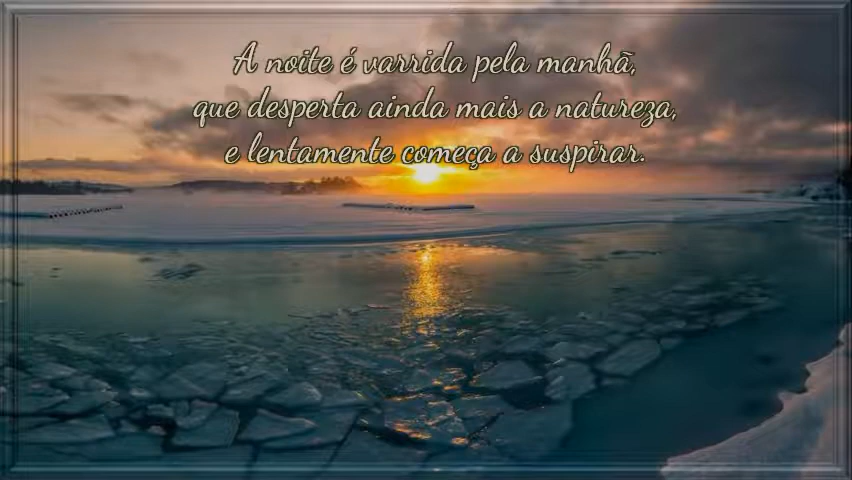 A noite é varrida pela manhã,
que desperta ainda mais a natureza,
e lentamente começa a suspirar.